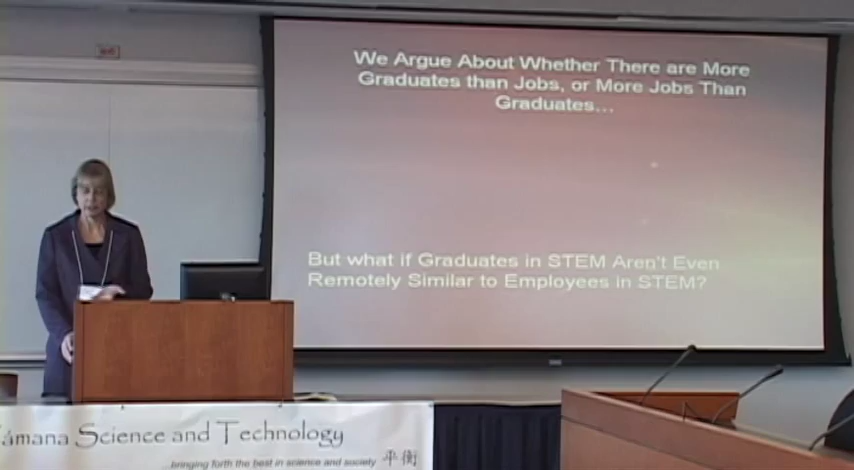 We Argue About Whether There are More
Graduates than Jobs, or More Jobs Than
Graduates...
But what if Graduates in STEM Aren't Even
Remotely Similar to Employees in STEM?
ámana Science and Technology
bringing forth the best in science and society 平衡